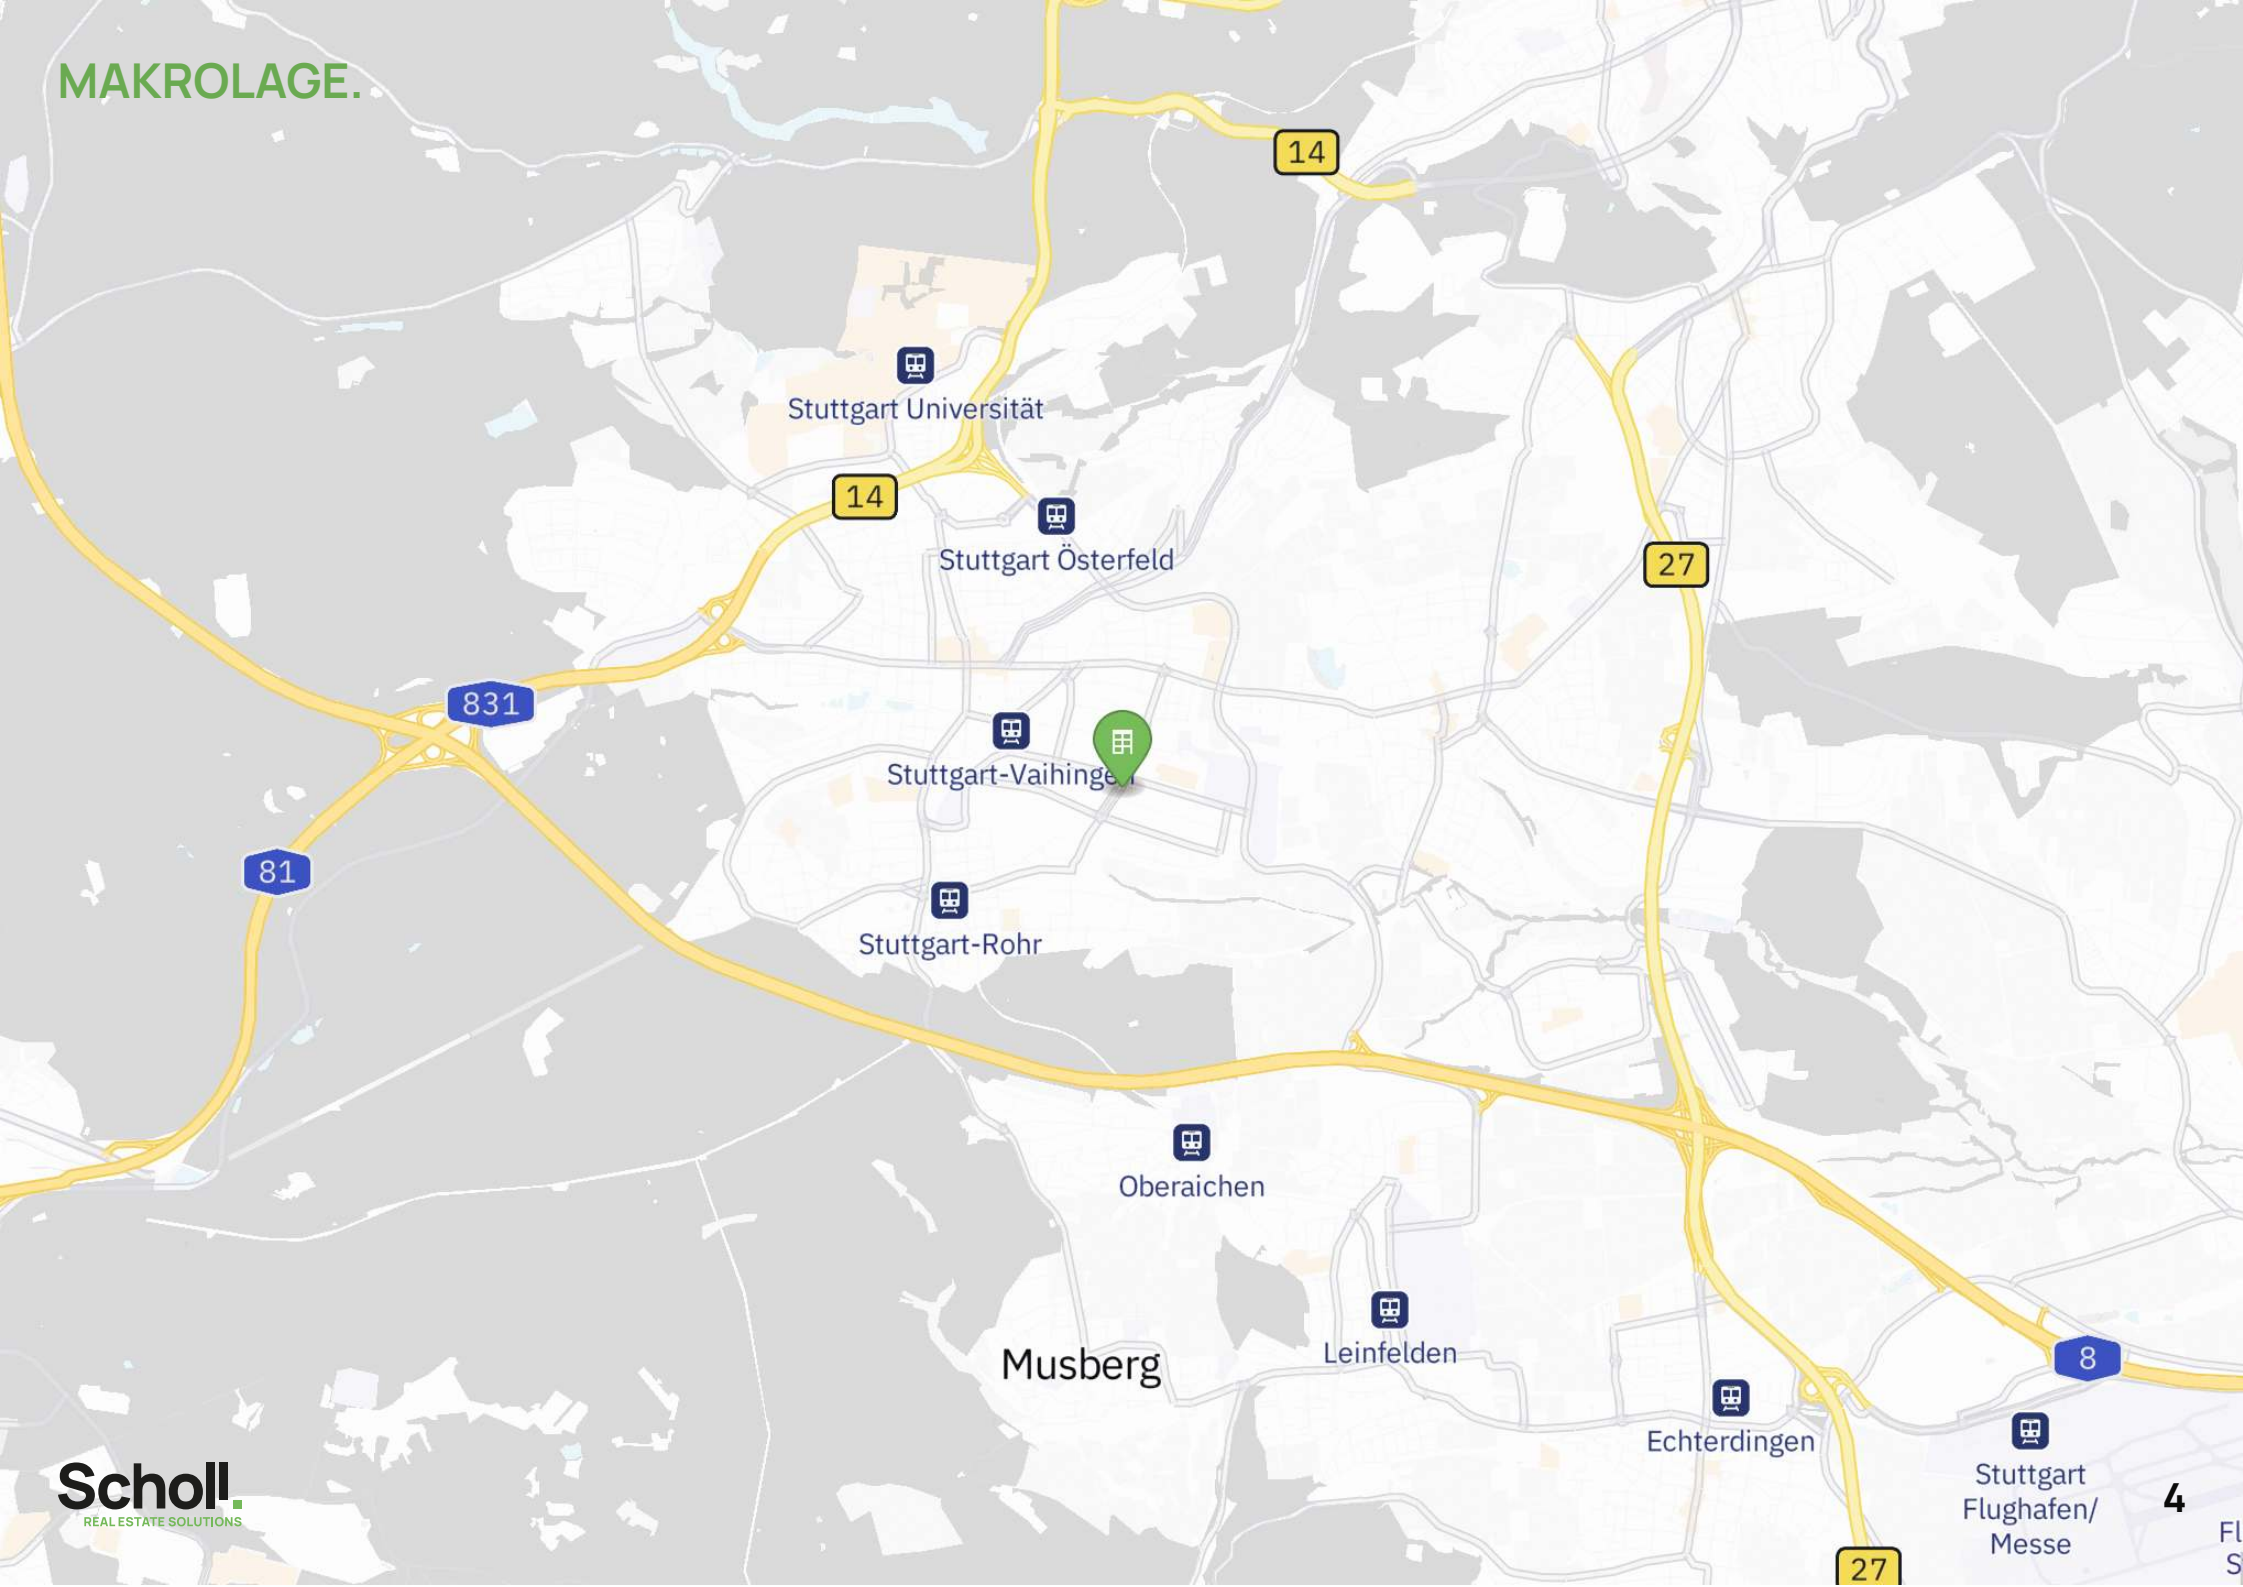 MAKROLAGE.
14
Stuttgart Universität
14
Stuttgart Österfeld
27
831
Stuttgart-Vaihingen
81
Stuttgart-Rohr
Oberaichen
Leinfelden
Musberg
8
Echterdingen
Stuttgart
Flughafen/
Messe
Scholl.
REAL ESTATE SOLUTIONS
4
Fl
S
27